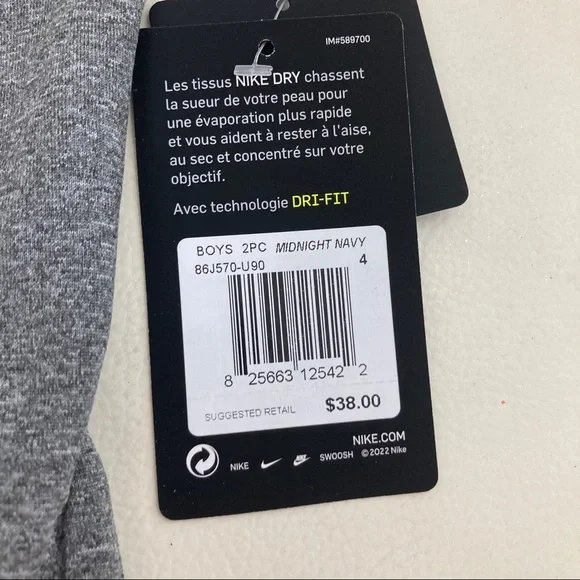 IM#589700
Les tissus NIKE DRY chassent
la sueur de votre peau pour
une évaporation plus rapide
et vous aident à rester à l'aise,
au sec et concentré sur votre
objectif.
Avec technologie DRI-FIT
BOYS 2PC MIDNIGHT NAVY
86J570-U90 4
8 25663 12542 2
SUGGESTED RETAIL $38.00
NIKE.COM
NIKE SWOOSH © 2022 Nike